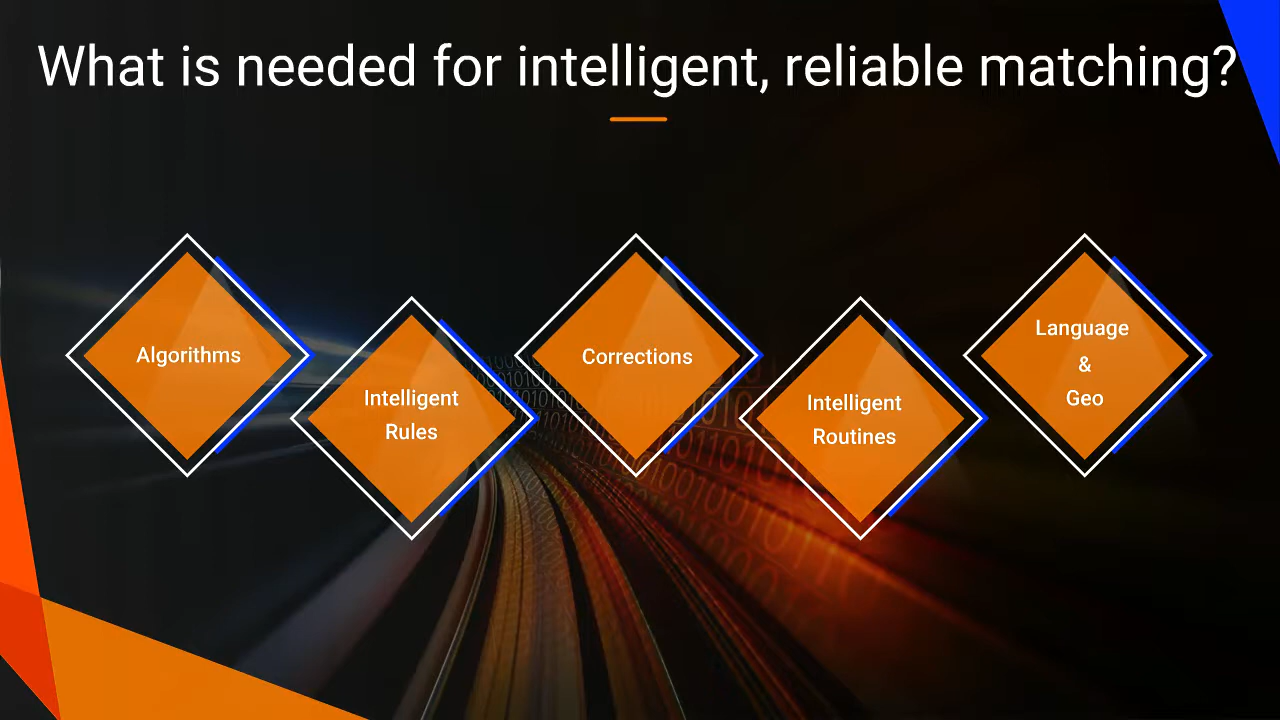 What is needed for intelligent, reliable matching?
Algorithms
Intelligent
Rules
Corrections
Intelligent
Routines
Language
&
Geo